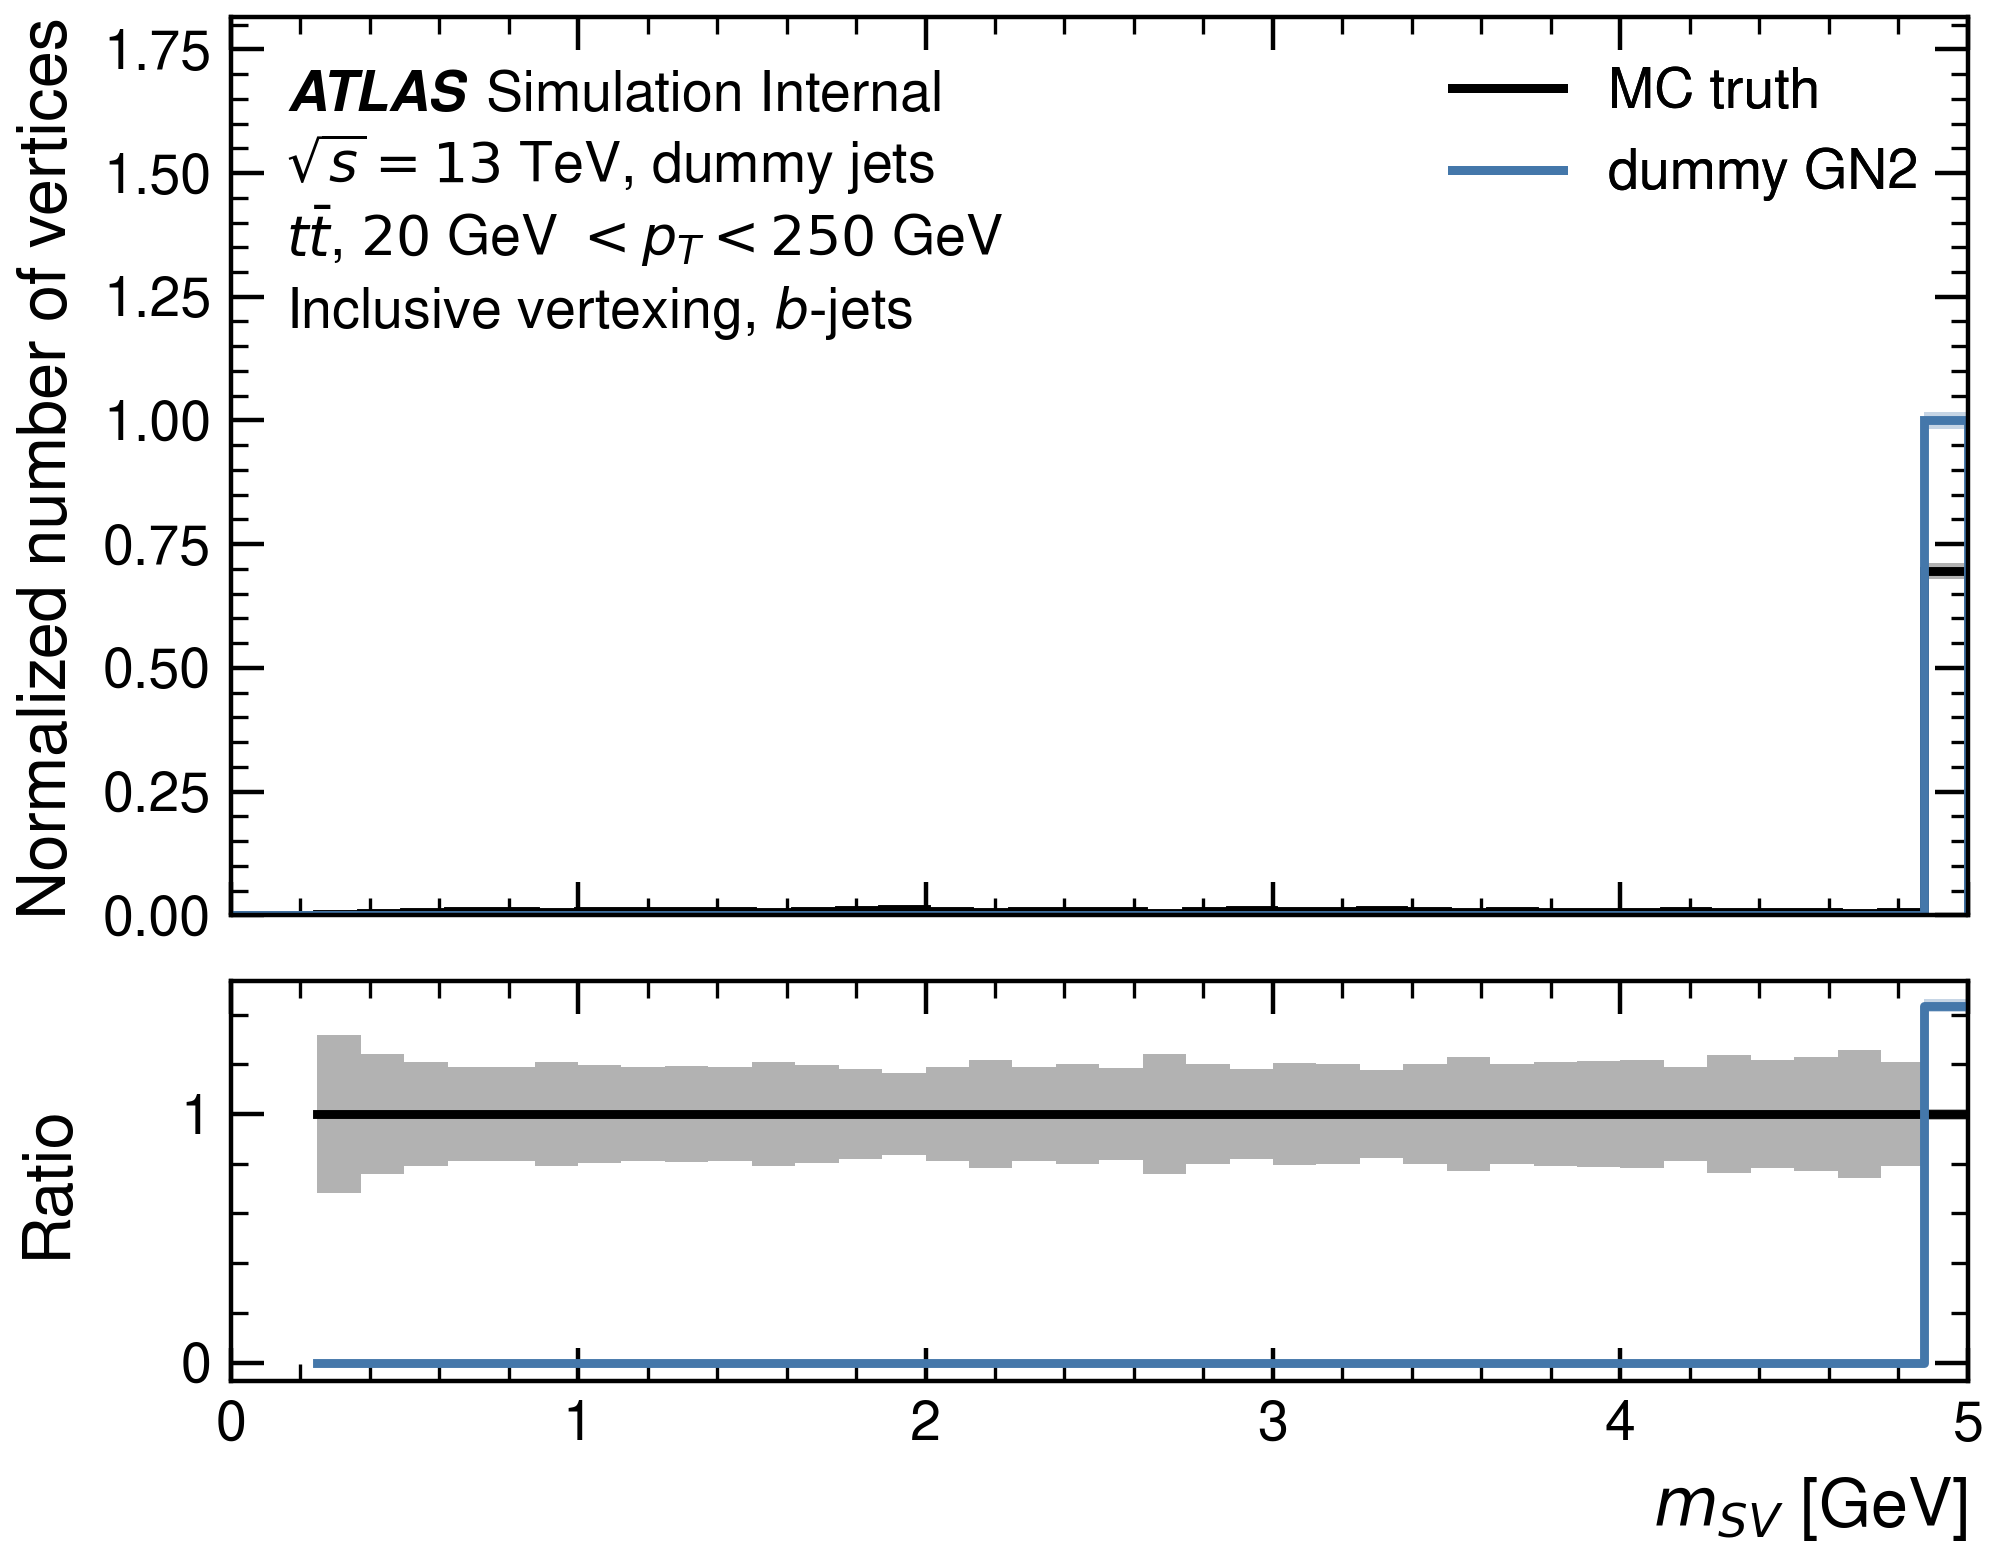 Normalized number of vertices
1.75
1.50
1.25
1.00
0.75
0.50
0.25
0.00
ATLAS Simulation Internal
√s = 13 TeV, dummy jets
tt̄, 20 GeV < p_T < 250 GeV
Inclusive vertexing, b-jets
MC truth
dummy GN2
Ratio
1
0
0 1 2 3 4 5
m_SV [GeV]